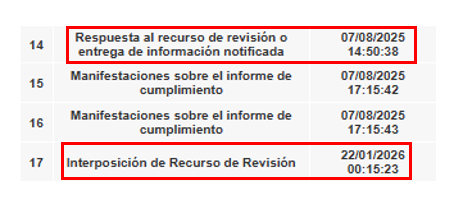 14 Respuesta al recurso de revisión o entrega de información notificada 07/08/2025 14:50:38
15 Manifestaciones sobre el informe de cumplimiento 07/08/2025 17:15:42
16 Manifestaciones sobre el informe de cumplimiento 07/08/2025 17:15:43
17 Interposición de Recurso de Revisión 22/01/2026 00:15:23